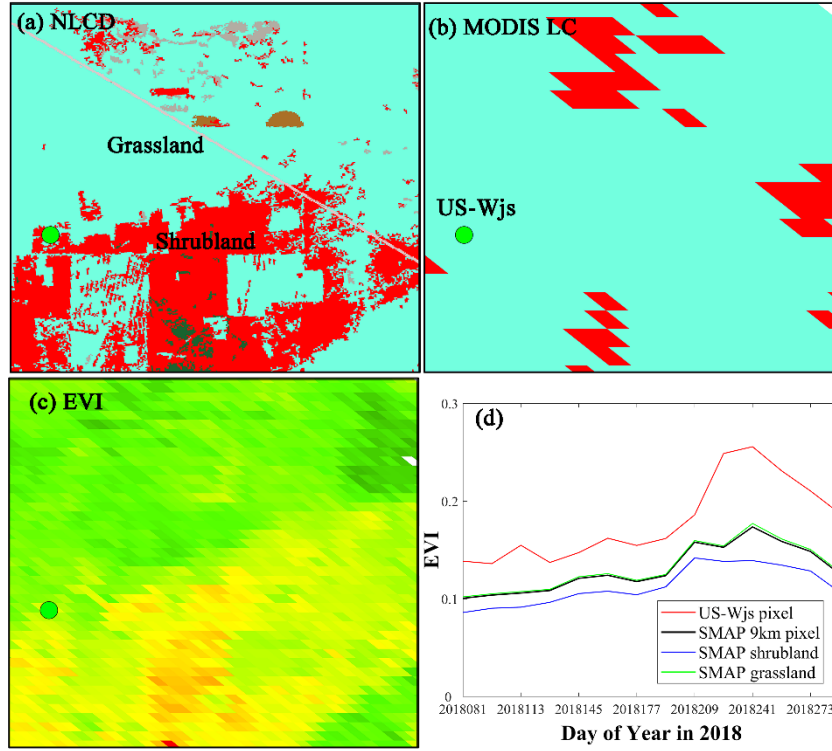 (a) NLCD
Grassland
Shrubland
(b) MODIS LC
US-Wjs
(c) EVI
(d)
0.3
0.2
0.1
0
EVI
US-Wjs pixel
SMAP 9km pixel
SMAP shrubland
SMAP grassland
2018081 2018113 2018145 2018177 2018209 2018241 2018273
Day of Year in 2018